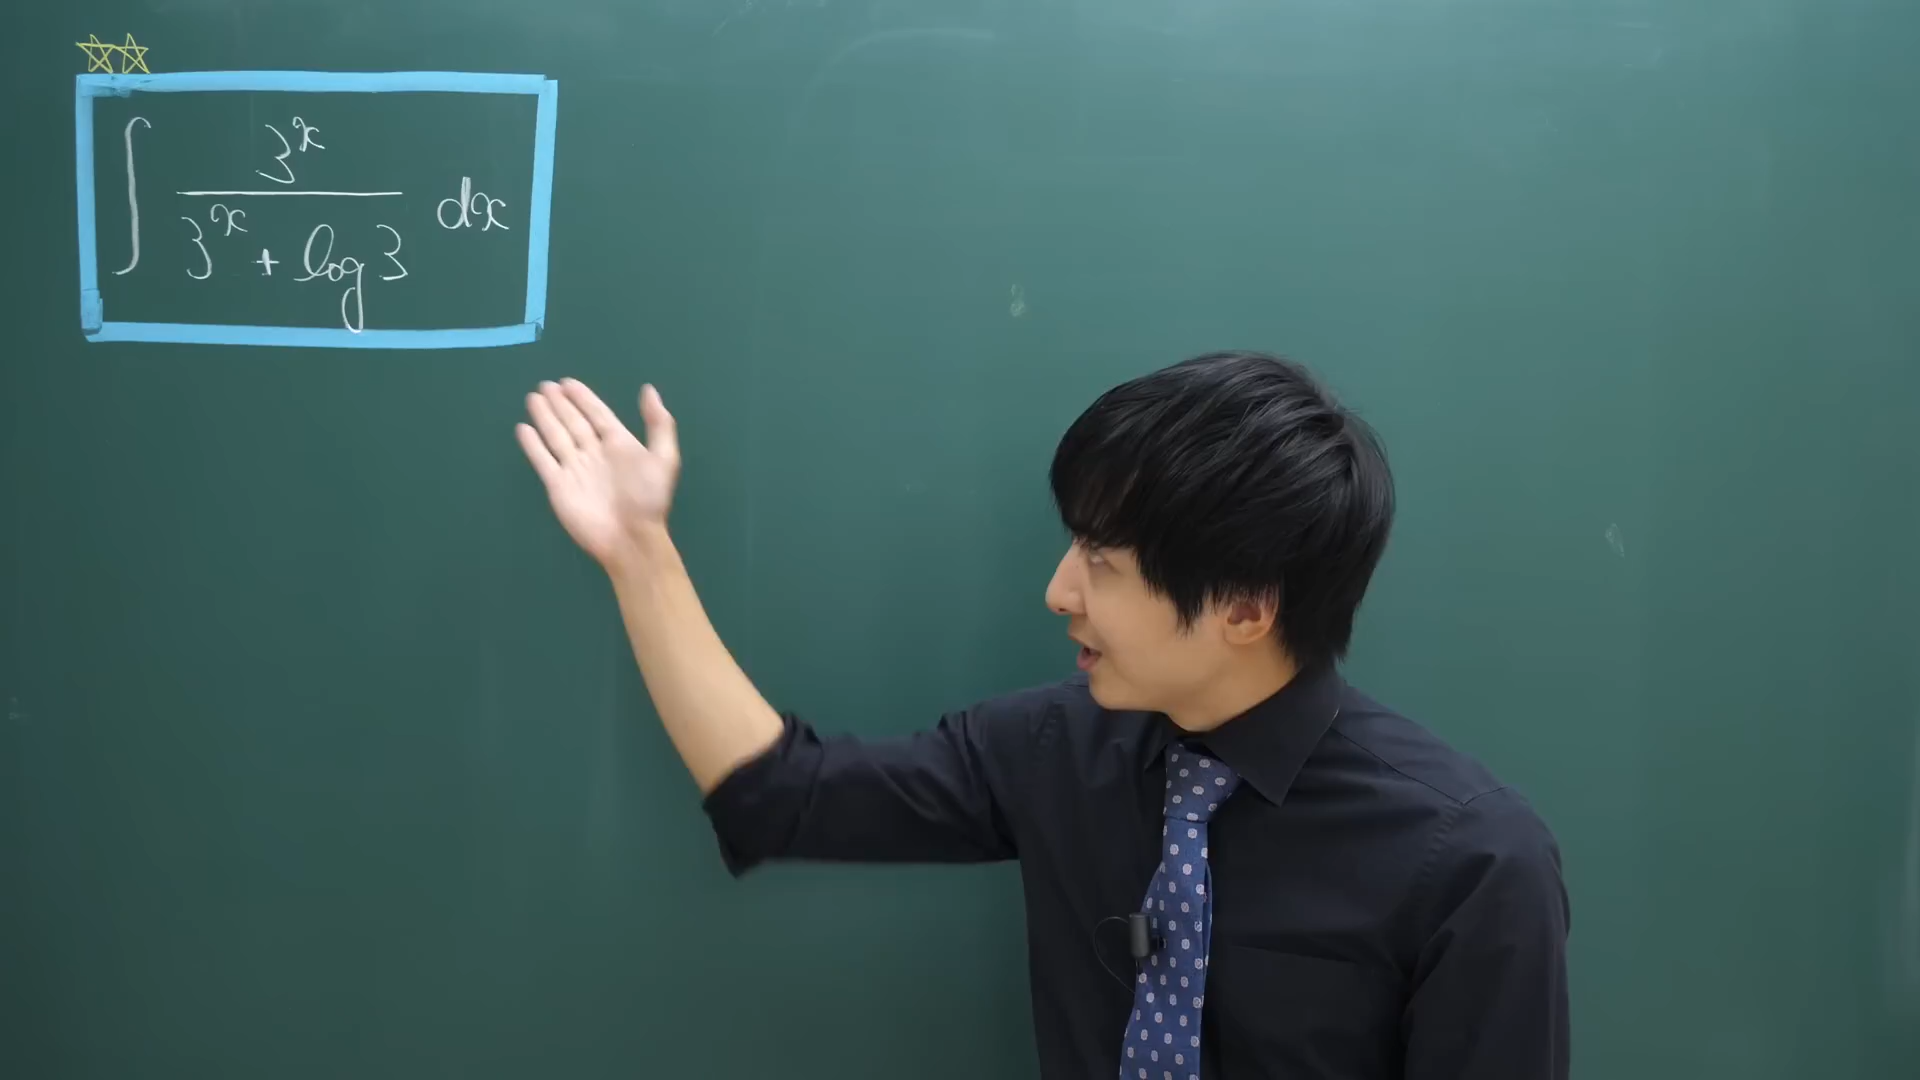 ☆☆
∫ 3^x / (3^x + log 3) dx